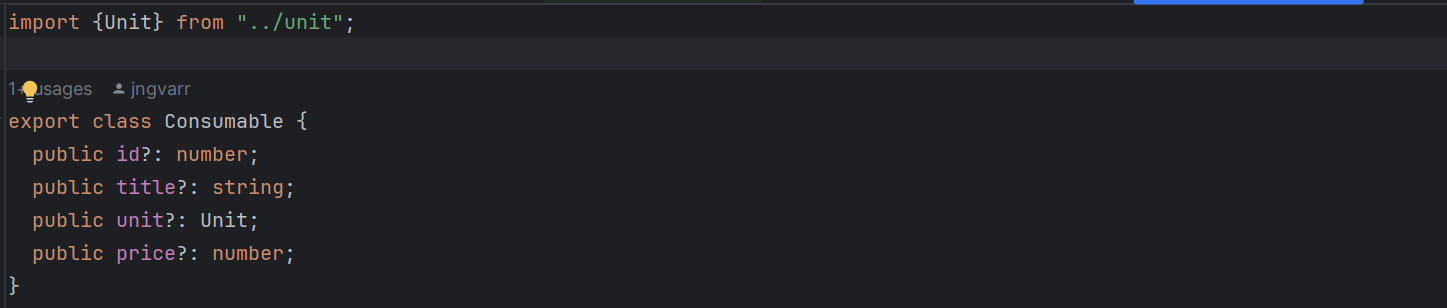 import {Unit} from "../unit";
1+ usages jngvarr
export class Consumable {
public id?: number;
public title?: string;
public unit?: Unit;
public price?: number;
}